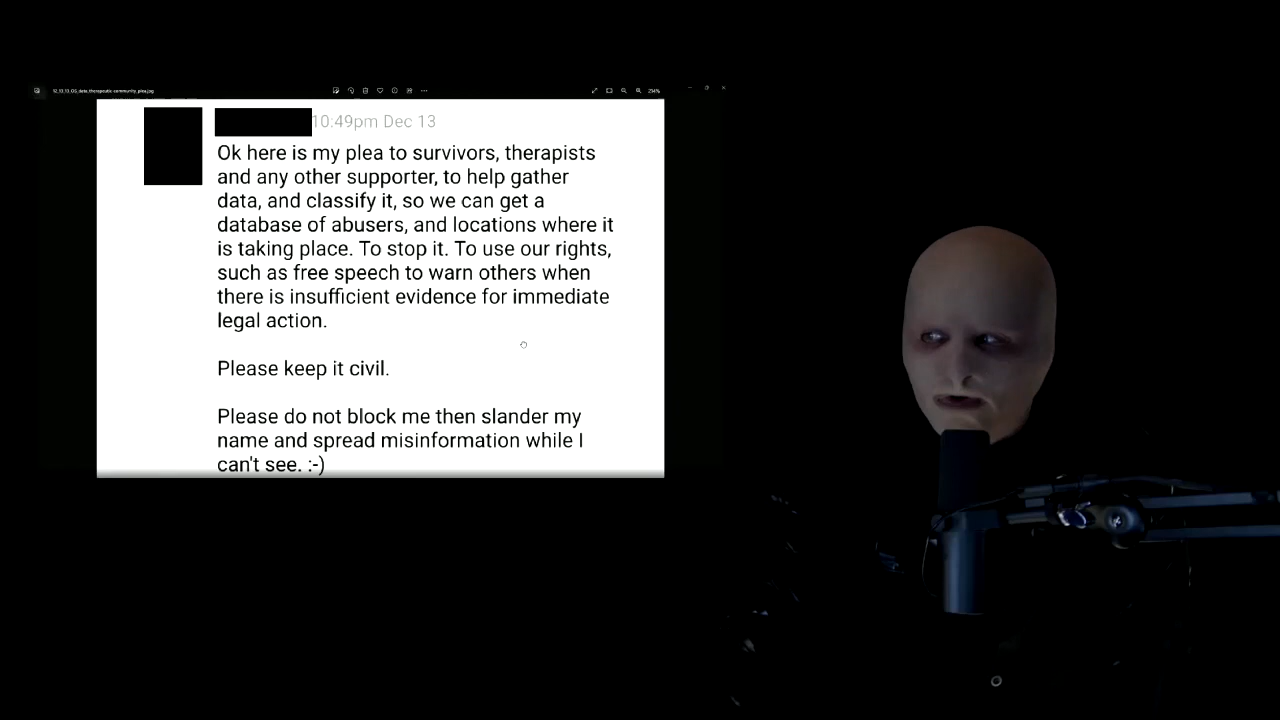 214%
10:49pm Dec 13
Ok here is my plea to survivors, therapists
and any other supporter, to help gather
data, and classify it, so we can get a
database of abusers, and locations where it
is taking place. To stop it. To use our rights,
such as free speech to warn others when
there is insufficient evidence for immediate
legal action.
Please keep it civil.
Please do not block me then slander my
name and spread misinformation while I
can't see. :-)